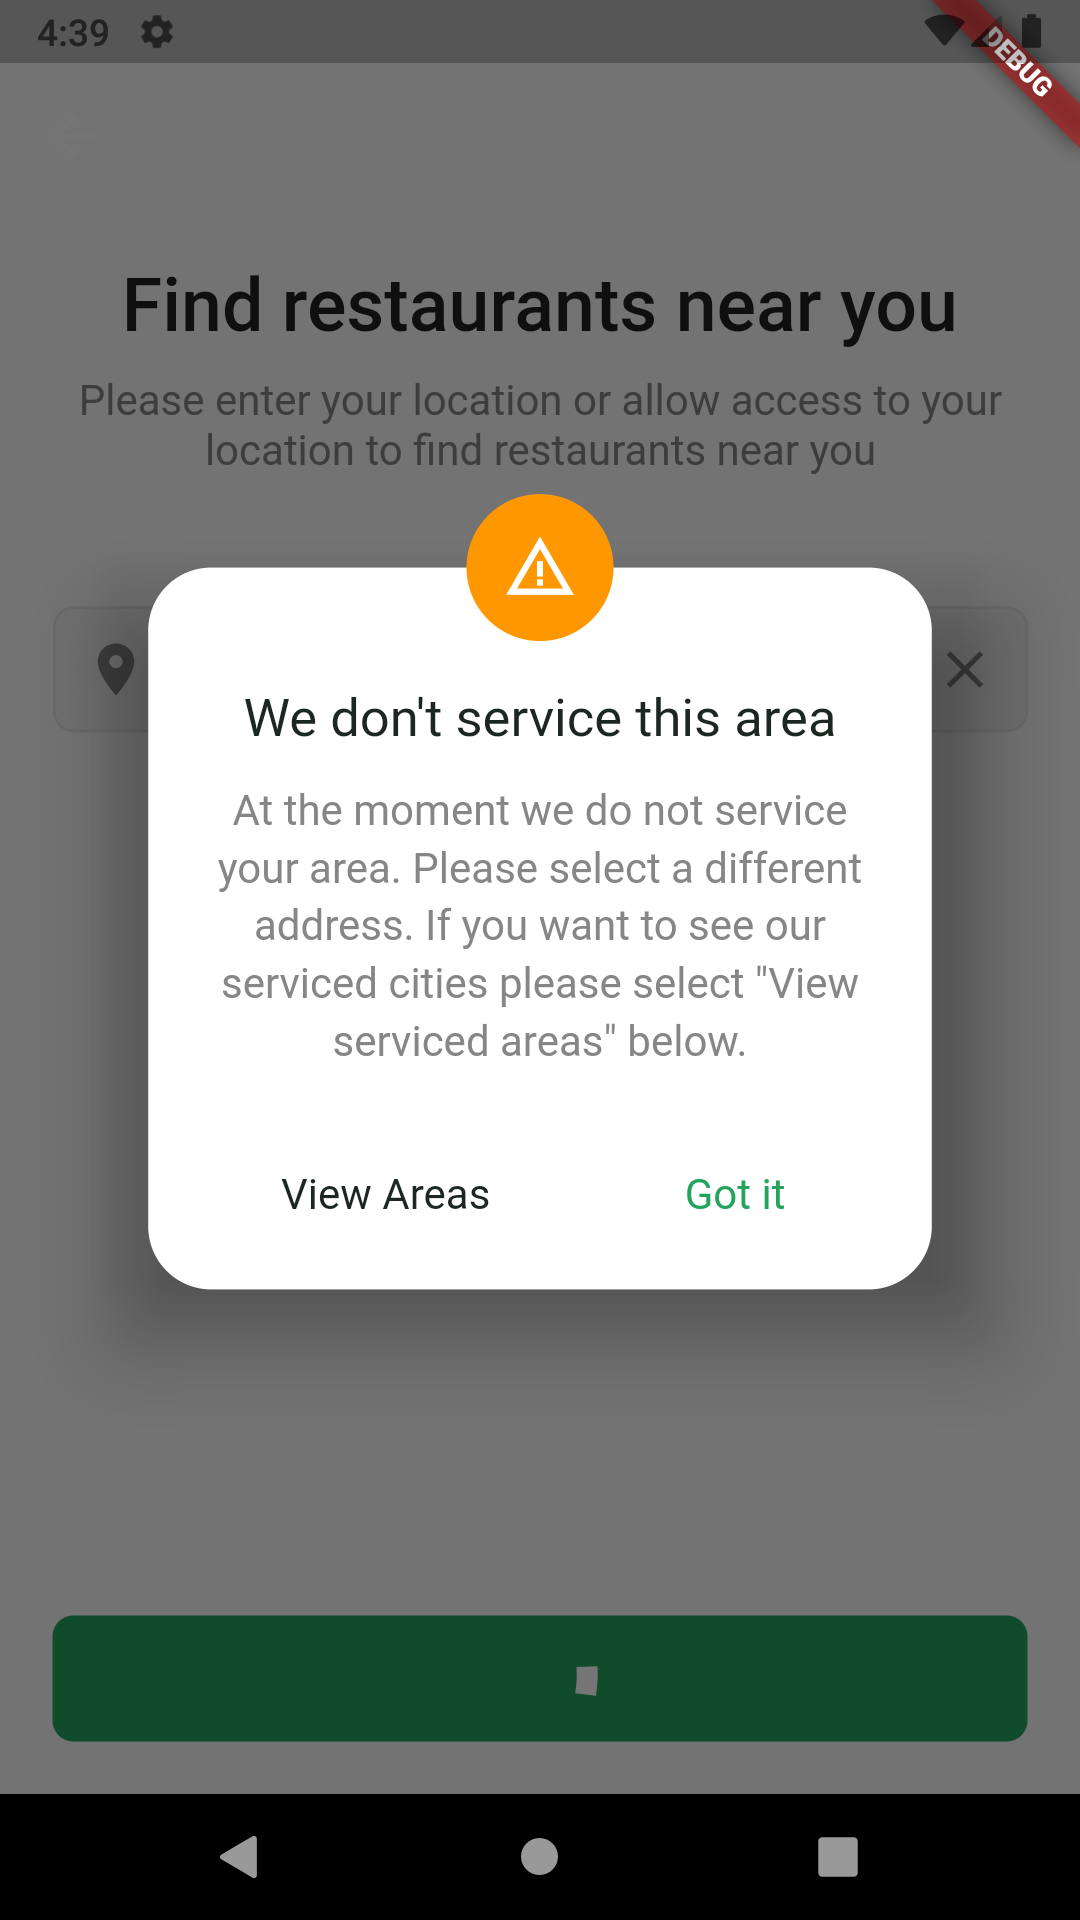 4:39
DEBUG
Find restaurants near you
Please enter your location or allow access to your
location to find restaurants near you
We don't service this area
At the moment we do not service
your area. Please select a different
address. If you want to see our
serviced cities please select "View
serviced areas" below.
View Areas
Got it